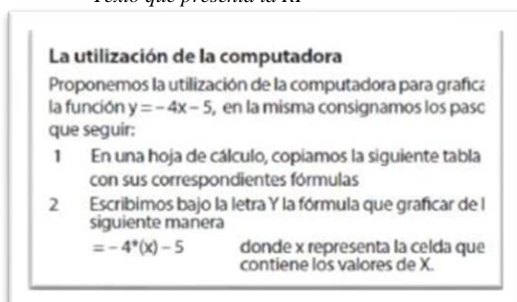 Texto que presenta la RP
La utilización de la computadora
Proponemos la utilización de la computadora para grafica
la función y = – 4x – 5, en la misma consignamos los paso
que seguir:
1 En una hoja de cálculo, copiamos la siguiente tabla
con sus correspondientes fórmulas
2 Escribimos bajo la letra Y la fórmula que graficar de l
siguiente manera
= – 4*(x) – 5 donde x representa la celda que
contiene los valores de X.